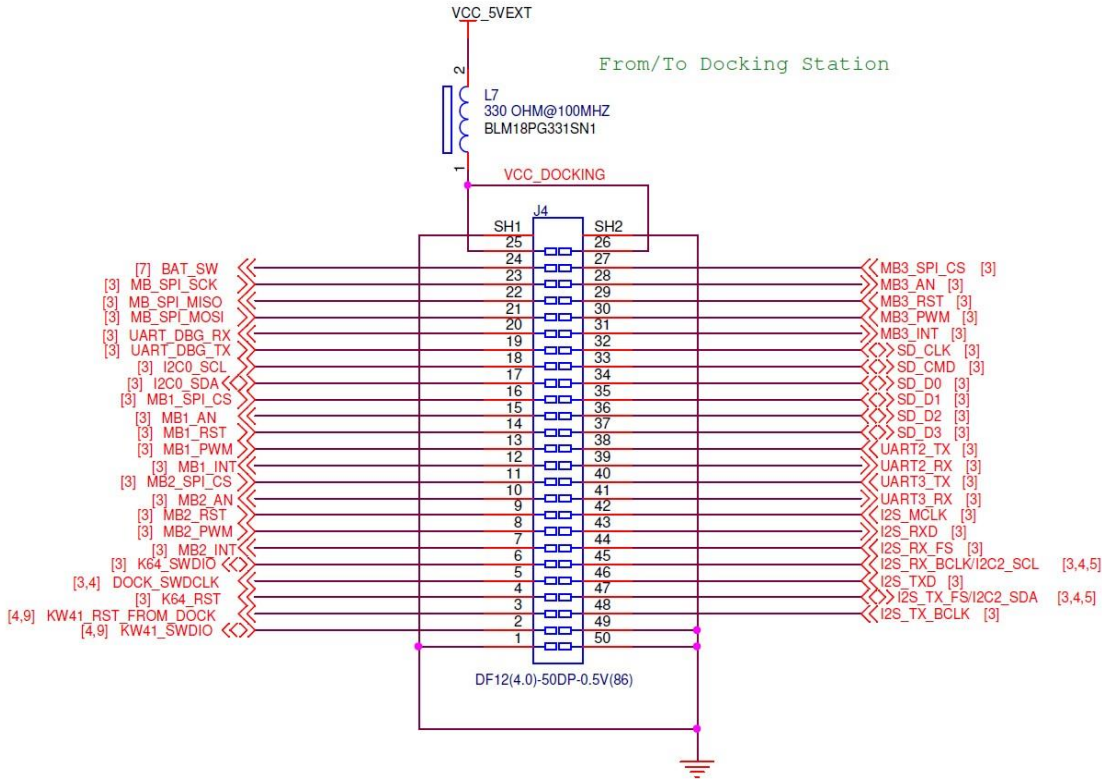 VCC_5VEXT
From/To Docking Station
2
L7
330 OHM@100MHZ
BLM18PG331SN1
1
VCC_DOCKING
J4
SH1 SH2
25 26
[7] BAT_SW 24 27 MB3_SPI_CS [3]
[3] MB_SPI_SCK 23 28 MB3_AN [3]
[3] MB_SPI_MISO 22 29 MB3_RST [3]
[3] MB_SPI_MOSI 21 30 MB3_PWM [3]
[3] UART_DBG_RX 20 31 MB3_INT [3]
[3] UART_DBG_TX 19 32 SD_CLK [3]
[3] I2C0_SCL 18 33 SD_CMD [3]
[3] I2C0_SDA 17 34 SD_D0 [3]
[3] MB1_SPI_CS 16 35 SD_D1 [3]
[3] MB1_AN 15 36 SD_D2 [3]
[3] MB1_RST 14 37 SD_D3 [3]
[3] MB1_PWM 13 38 UART2_TX [3]
[3] MB1_INT 12 39 UART2_RX [3]
[3] MB2_SPI_CS 11 40 UART3_TX [3]
[3] MB2_AN 10 41 UART3_RX [3]
[3] MB2_RST 9 42 I2S_MCLK [3]
[3] MB2_PWM 8 43 I2S_RXD [3]
[3] MB2_INT 7 44 I2S_RX_FS [3]
[3] K64_SWDIO 6 45 I2S_RX_BCLK/I2C2_SCL [3,4,5]
[3,4] DOCK_SWDCLK 5 46 I2S_TXD [3]
[3] K64_RST 4 47 I2S_TX_FS/I2C2_SDA [3,4,5]
[4,9] KW41_RST_FROM_DOCK 3 48 I2S_TX_BCLK [3]
[4,9] KW41_SWDIO 2 49
1 50
DF12(4.0)-50DP-0.5V(86)